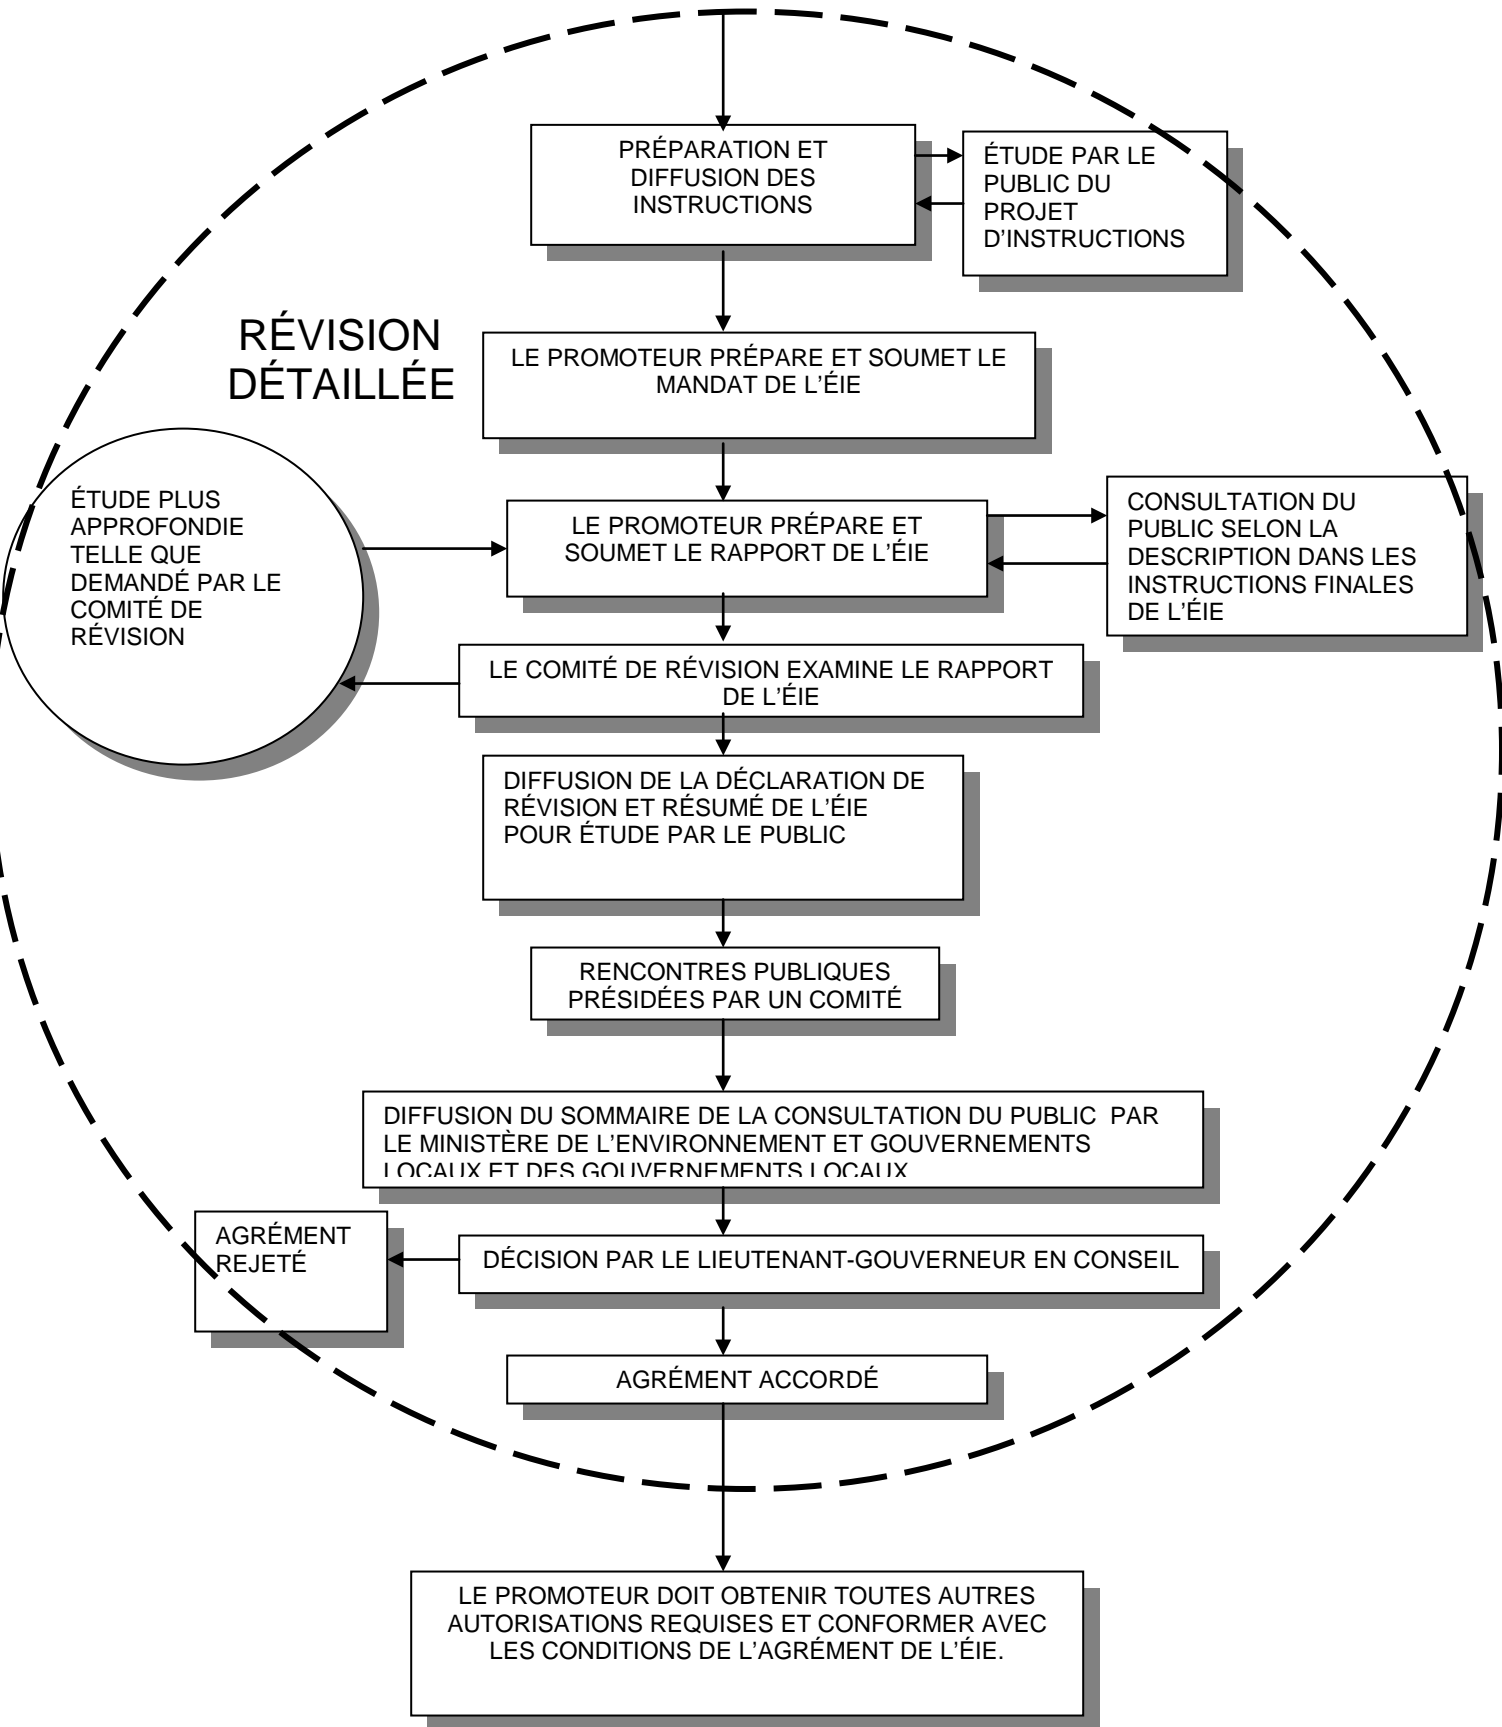 PRÉPARATION ET
DIFFUSION DES
INSTRUCTIONS
ÉTUDE PAR LE
PUBLIC DU
PROJET
D'INSTRUCTIONS
RÉVISION
DÉTAILLÉE
LE PROMOTEUR PRÉPARE ET SOUMET LE
MANDAT DE L'ÉIE
ÉTUDE PLUS
APPROFONDIE
TELLE QUE
DEMANDÉ PAR LE
COMITÉ DE
RÉVISION
LE PROMOTEUR PRÉPARE ET
SOUMET LE RAPPORT DE L'ÉIE
CONSULTATION DU
PUBLIC SELON LA
DESCRIPTION DANS LES
INSTRUCTIONS FINALES
DE L'ÉIE
LE COMITÉ DE RÉVISION EXAMINE LE RAPPORT
DE L'ÉIE
DIFFUSION DE LA DÉCLARATION DE
RÉVISION ET RÉSUMÉ DE L'ÉIE
POUR ÉTUDE PAR LE PUBLIC
RENCONTRES PUBLIQUES
PRÉSIDÉES PAR UN COMITÉ
DIFFUSION DU SOMMAIRE DE LA CONSULTATION DU PUBLIC PAR
LE MINISTÈRE DE L'ENVIRONNEMENT ET GOUVERNEMENTS
LOCAUX ET DES GOUVERNEMENTS LOCAUX
AGRÉMENT
REJETÉ
DÉCISION PAR LE LIEUTENANT-GOUVERNEUR EN CONSEIL
AGRÉMENT ACCORDÉ
LE PROMOTEUR DOIT OBTENIR TOUTES AUTRES
AUTORISATIONS REQUISES ET CONFORMER AVEC
LES CONDITIONS DE L'AGRÉMENT DE L'ÉIE.